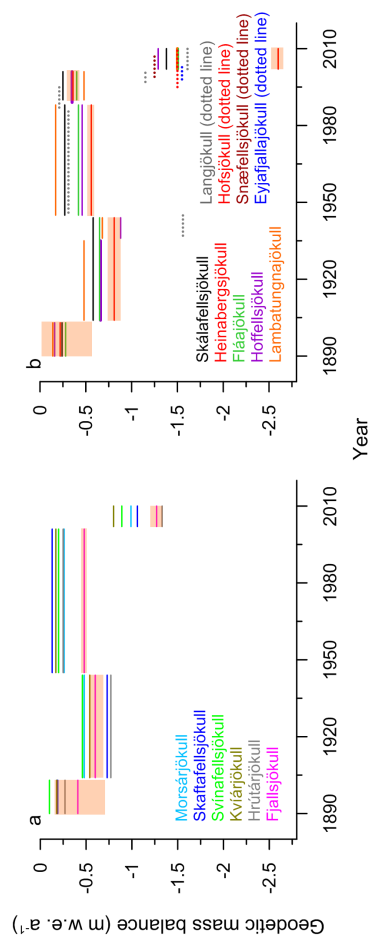 Geodetic mass balance (m w.e. a⁻¹)
a
0
-0.5
-1
-1.5
-2
-2.5
Morsárjökull
Skaftafellsjökull
Svínafellsjökull
Kvíárjökull
Hrútárjökull
Fjallsjökull
1890
1920
1950
1980
2010
b
0
-0.5
-1
-1.5
-2
-2.5
Skálafellsjökull
Heinabergsjökull
Fláajökull
Hoffellsjökull
Lambatungnajökull
Langjökull (dotted line)
Hofsjökull (dotted line)
Snæfellsjökull (dotted line)
Eyjafjallajökull (dotted line)
1890
1920
1950
1980
2010
Year